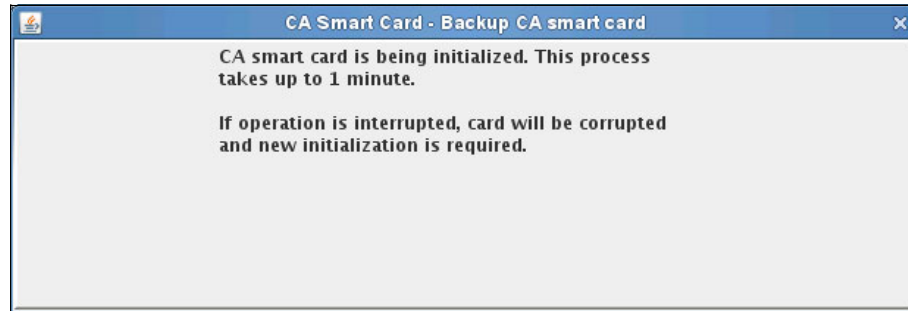 CA Smart Card - Backup CA smart card
CA smart card is being initialized. This process
takes up to 1 minute.
If operation is interrupted, card will be corrupted
and new initialization is required.